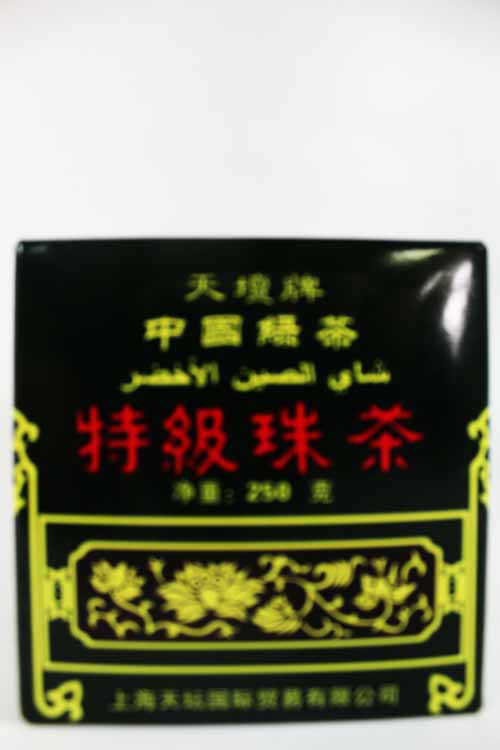 天壇牌
中國綠茶
شاي الصين الأخضر
特級珠茶
净重：250 克
上海天坛国际贸易有限公司